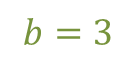 b = 3